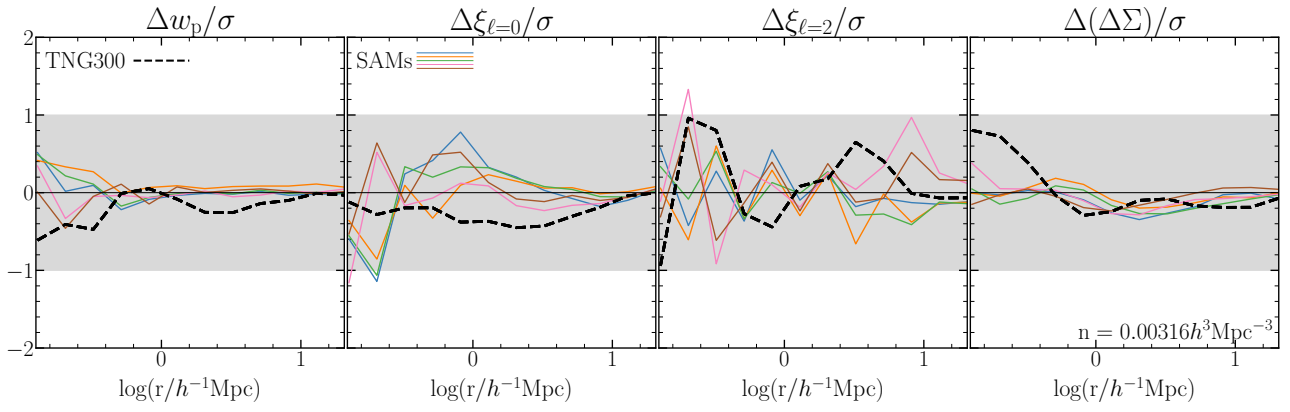 Δw_p/σ
Δξ_{ℓ=0}/σ
Δξ_{ℓ=2}/σ
Δ(ΔΣ)/σ
2
1
0
−1
−2
TNG300
SAMs
n = 0.00316h³Mpc⁻³
0 1
0 1
0 1
0 1
log(r/h⁻¹Mpc)
log(r/h⁻¹Mpc)
log(r/h⁻¹Mpc)
log(r/h⁻¹Mpc)